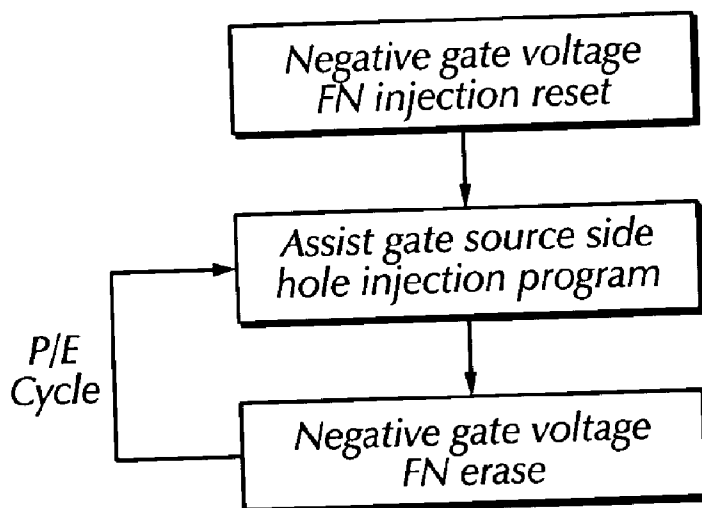 Negative gate voltage
FN injection reset
Assist gate source side
hole injection program
P/E
Cycle
Negative gate voltage
FN erase